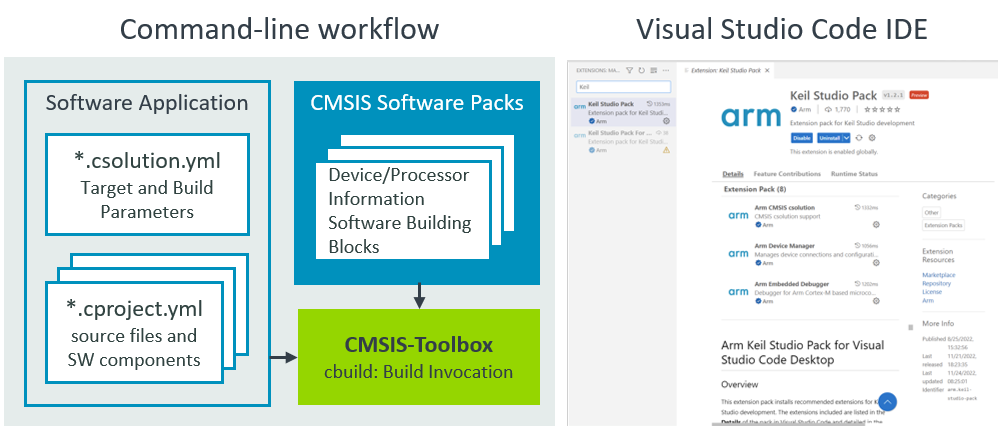 Command-line workflow
Visual Studio Code IDE
Software Application
*.csolution.yml
Target and Build
Parameters
*.cproject.yml
source files and
SW components
CMSIS Software Packs
Device/Processor
Information
Software Building
Blocks
CMSIS-Toolbox
cbuild: Build Invocation
EXTENSIONS: MA...
Keil
Keil Studio Pack 1353ms
Extension pack for Keil Studi...
Arm
Keil Studio Pack For ...
Extension pack for Keil Studi...
Arm
Extension: Keil Studio Pack
arm
Keil Studio Pack v1.2.1 Preview
Arm 1,770
Extension pack for Keil Studio development
Disable Uninstall
This extension is enabled globally.
Details Feature Contributions Runtime Status
Extension Pack (8)
arm
Arm CMSIS csolution 1332ms
CMSIS csolution support
Arm
arm
Arm Device Manager 1056ms
Manages device connections and configurati...
Arm
arm
Arm Embedded Debugger 1202ms
Debugger for Arm Cortex-M based microco...
Arm
Arm Keil Studio Pack for Visual
Studio Code Desktop
Overview
This extension pack installs recommended extensions for Keil
Studio development. The extensions included are listed in the
Details of the pack in Visual Studio Code and detailed in the
Categories
Other
Extension Packs
Extension
Resources
Marketplace
Repository
License
Arm
More Info
Published 8/25/2022,
15:32:56
Last 11/21/2022,
released 18:23:35
Last 11/24/2022,
updated 08:25:01
Identifier arm.keil-
studio-pack